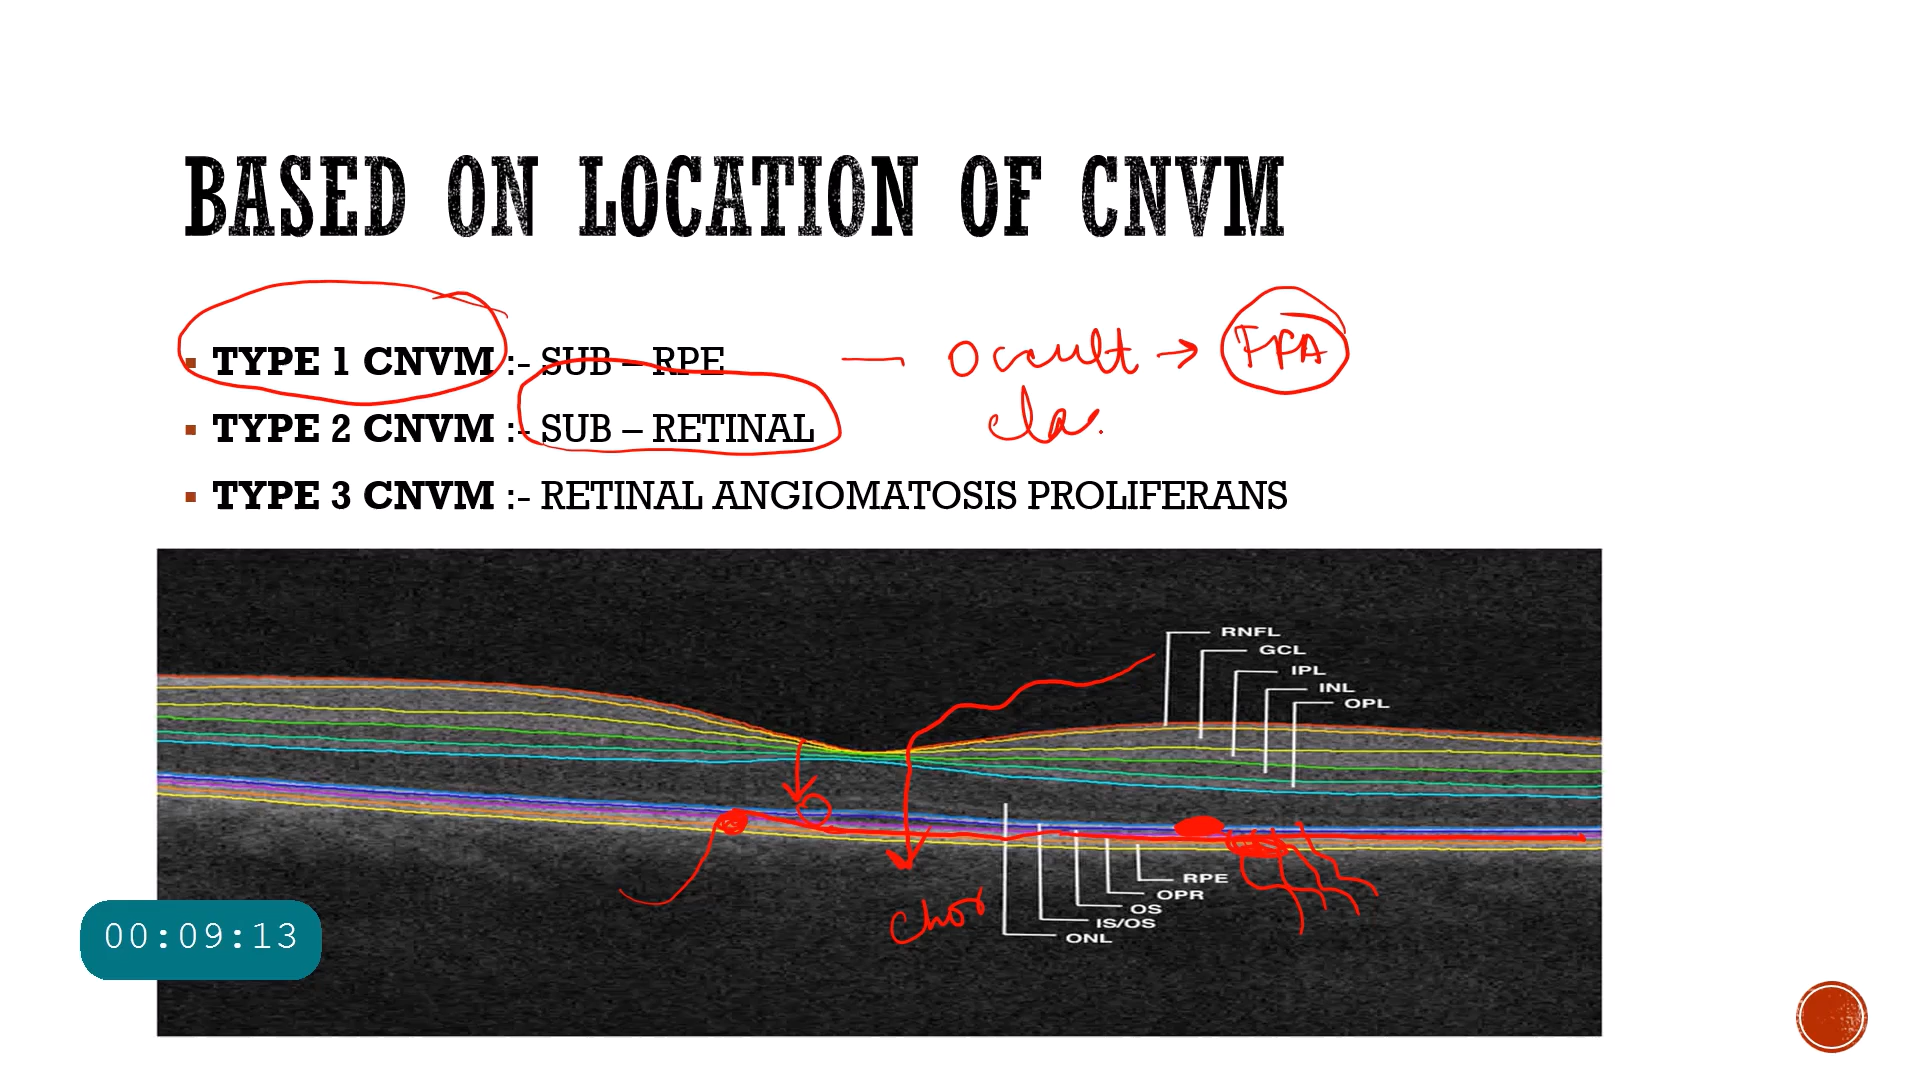 BASED ON LOCATION OF CNVM
TYPE 1 CNVM :- SUB – RPE — Occult → FFA
TYPE 2 CNVM :- SUB – RETINAL
TYPE 3 CNVM :- RETINAL ANGIOMATOSIS PROLIFERANS
RNFL
GCL
IPL
INL
OPL
RPE
OPR
OS
IS/OS
ONL
Chor
00:09:13